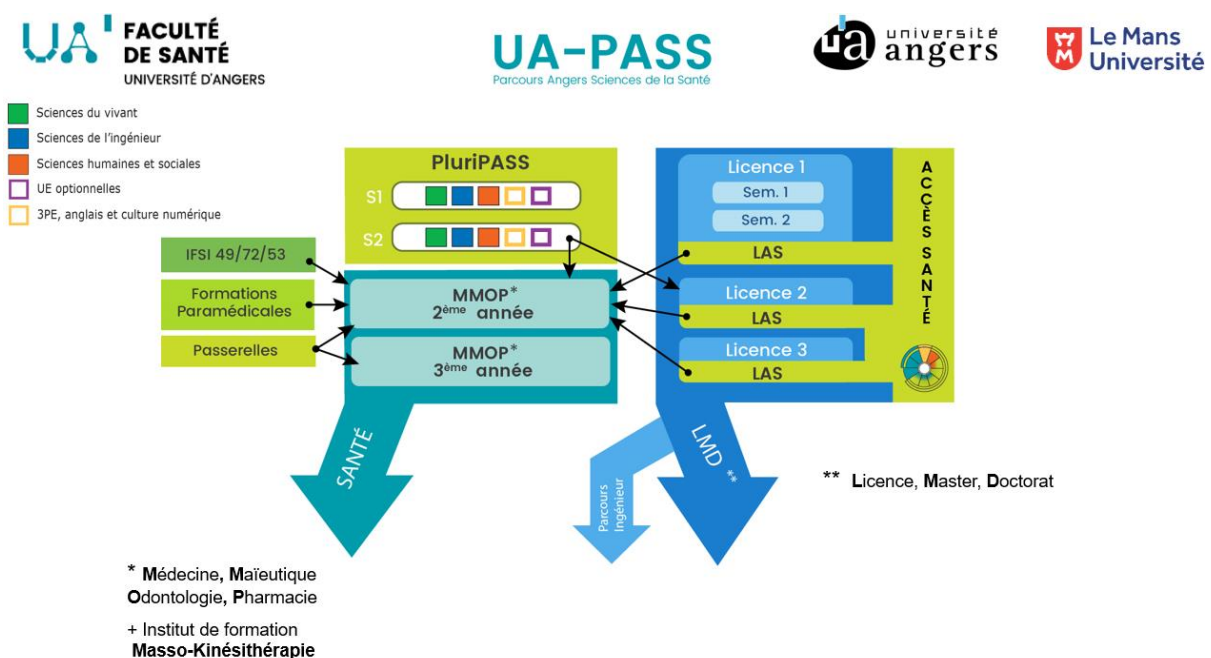 UA'
FACULTÉ
DE SANTÉ
UNIVERSITÉ D'ANGERS
UA-PASS
Parcours Angers Sciences de la Santé
ua
université
angers
Le Mans
Université
Sciences du vivant
Sciences de l'ingénieur
Sciences humaines et sociales
UE optionnelles
3PE, anglais et culture numérique
PluriPASS
S1
S2
IFSI 49/72/53
Formations
Paramédicales
Passerelles
MMOP*
2ème année
MMOP*
3ème année
SANTÉ
Licence 1
Sem. 1
Sem. 2
LAS
Licence 2
LAS
Licence 3
LAS
ACCÈS SANTÉ
LMD **
Parcours
Ingénieur
** Licence, Master, Doctorat
* Médecine, Maïeutique
Odontologie, Pharmacie
+ Institut de formation
Masso-Kinésithérapie